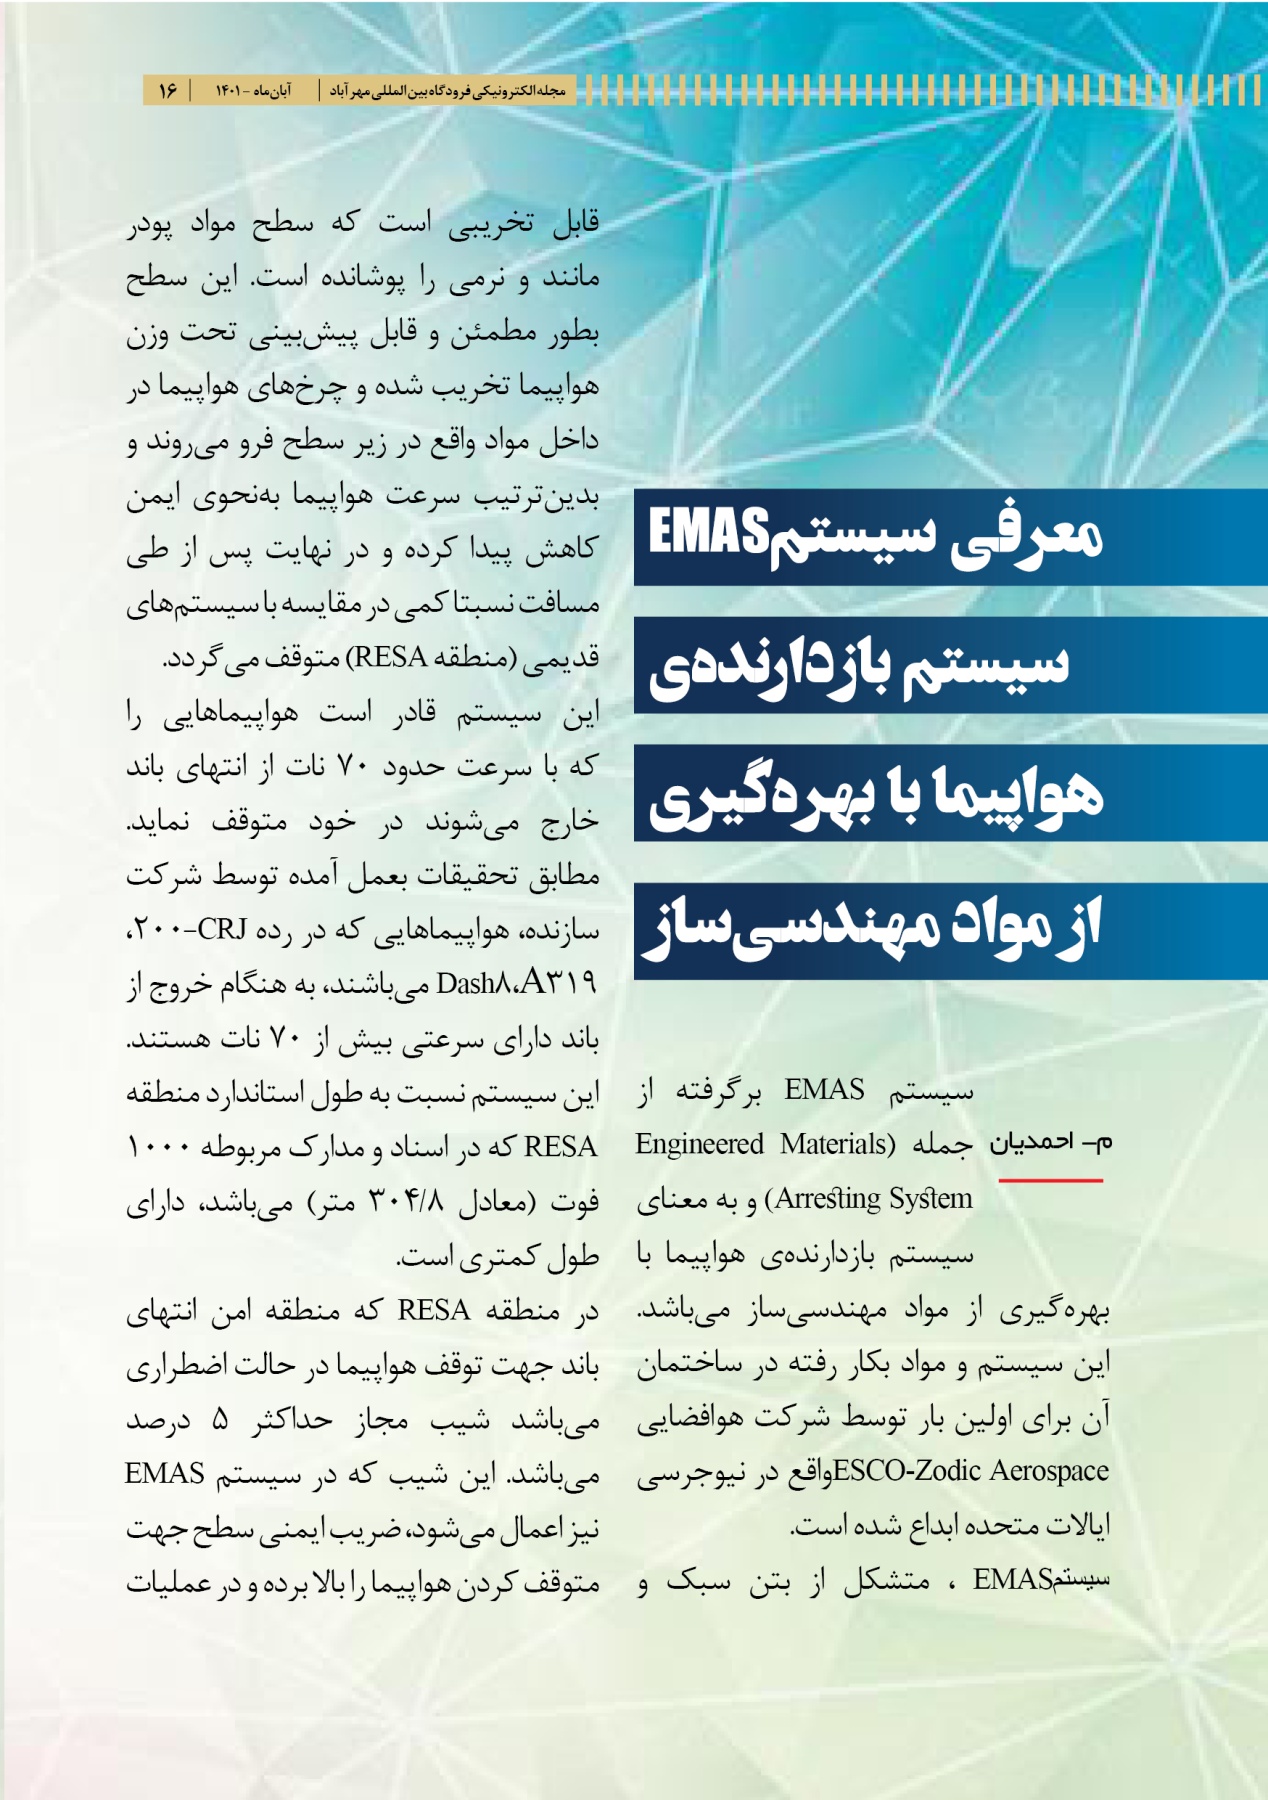 مجله الکترونیکی فرودگاه بین المللی مهرآباد | آبان‌ماه - ۱۴۰۱ | ۱۶
معرفی سیستمEMAS
سیستم بازدارنده‌ی
هواپیما با بهره‌گیری
از مواد مهندسی‌ساز
م- احمدیان
سیستم EMAS برگرفته از
جمله (Engineered Materials
Arresting System) و به معنای
سیستم بازدارنده‌ی هواپیما با
بهره‌گیری از مواد مهندسی‌ساز می‌باشد.
این سیستم و مواد بکار رفته در ساختمان
آن برای اولین بار توسط شرکت هوافضایی
ESCO-Zodic Aerospaceواقع در نیوجرسی
ایالات متحده ابداع شده است.
سیستمEMAS ، متشکل از بتن سبک و
قابل تخریبی است که سطح مواد پودر
مانند و نرمی را پوشانده است. این سطح
بطور مطمئن و قابل پیش‌بینی تحت وزن
هواپیما تخریب شده و چرخ‌های هواپیما در
داخل مواد واقع در زیر سطح فرو می‌روند و
بدین‌ترتیب سرعت هواپیما به‌نحوی ایمن
کاهش پیدا کرده و در نهایت پس از طی
مسافت نسبتا کمی در مقایسه با سیستم‌های
قدیمی (منطقه RESA) متوقف می‌گردد.
این سیستم قادر است هواپیماهایی را
که با سرعت حدود ۷۰ نات از انتهای باند
خارج می‌شوند در خود متوقف نماید.
مطابق تحقیقات بعمل آمده توسط شرکت
سازنده، هواپیماهایی که در رده CRJ-۲۰۰،
Dash۸،A۳۱۹ می‌باشند، به هنگام خروج از
باند دارای سرعتی بیش از ۷۰ نات هستند.
این سیستم نسبت به طول استاندارد منطقه
RESA که در اسناد و مدارک مربوطه ۱۰۰۰
فوت (معادل ۳۰۴/۸ متر) می‌باشد، دارای
طول کمتری است.
در منطقه RESA که منطقه امن انتهای
باند جهت توقف هواپیما در حالت اضطراری
می‌باشد شیب مجاز حداکثر ۵ درصد
می‌باشد. این شیب که در سیستم EMAS
نیز اعمال می‌شود، ضریب ایمنی سطح جهت
متوقف کردن هواپیما را بالا برده و در عملیات